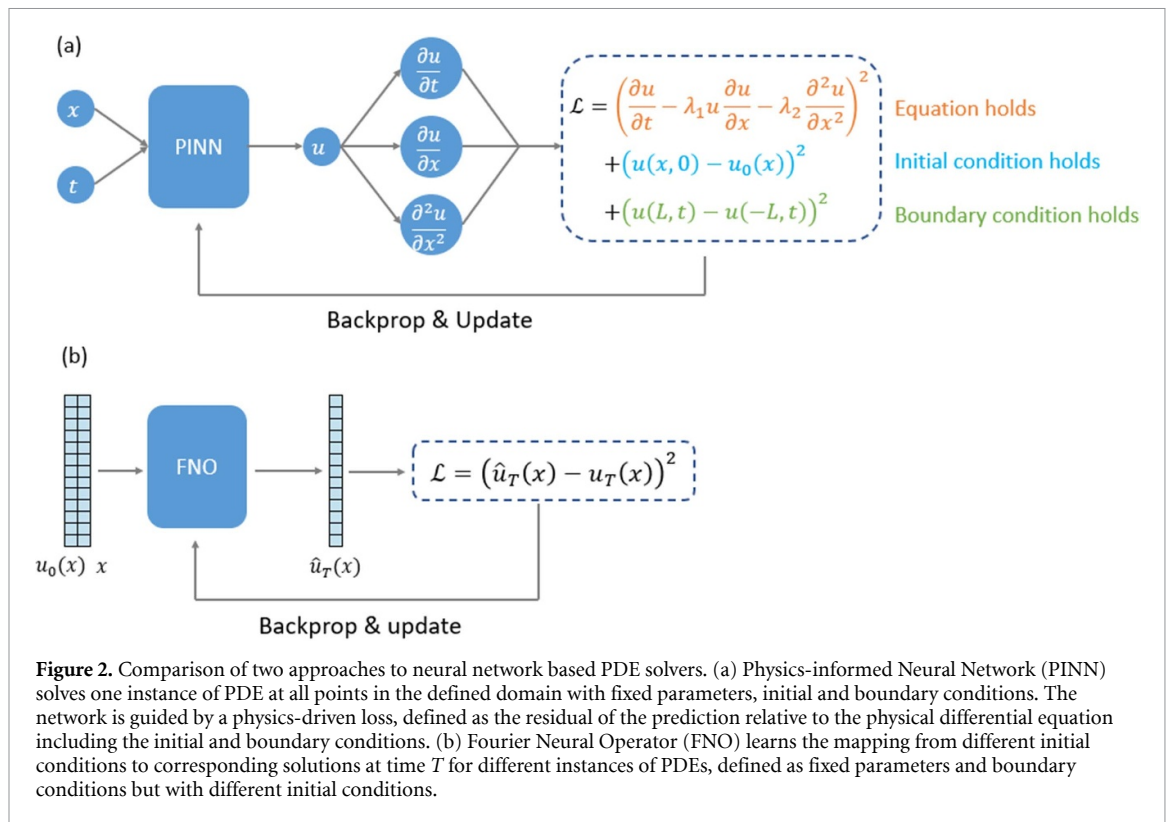 (a)
x
t
PINN
u
∂u/∂t
∂u/∂x
∂²u/∂x²
ℒ = (∂u/∂t − λ₁u ∂u/∂x − λ₂ ∂²u/∂x²)²
Equation holds
+(u(x, 0) − u₀(x))²
Initial condition holds
+(u(L, t) − u(−L, t))²
Boundary condition holds
Backprop & Update
(b)
FNO
ℒ = (û_T(x) − u_T(x))²
u₀(x) x
û_T(x)
Backprop & update
Figure 2. Comparison of two approaches to neural network based PDE solvers. (a) Physics-informed Neural Network (PINN)
solves one instance of PDE at all points in the defined domain with fixed parameters, initial and boundary conditions. The
network is guided by a physics-driven loss, defined as the residual of the prediction relative to the physical differential equation
including the initial and boundary conditions. (b) Fourier Neural Operator (FNO) learns the mapping from different initial
conditions to corresponding solutions at time T for different instances of PDEs, defined as fixed parameters and boundary
conditions but with different initial conditions.